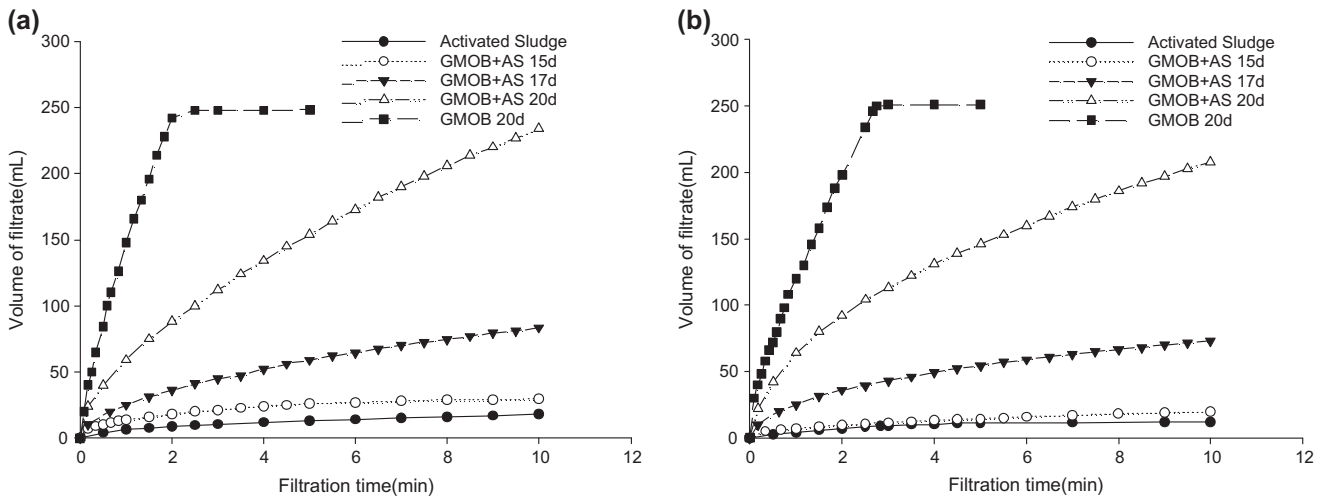 (a)
Activated Sludge
GMOB+AS 15d
GMOB+AS 17d
GMOB+AS 20d
GMOB 20d
Volume of filtrate(mL)
300
250
200
150
100
50
0
0 2 4 6 8 10 12
Filtration time(min)
(b)
Activated Sludge
GMOB+AS 15d
GMOB+AS 17d
GMOB+AS 20d
GMOB 20d
Volume of filtrate(mL)
300
250
200
150
100
50
0
0 2 4 6 8 10 12
Filtration time(min)